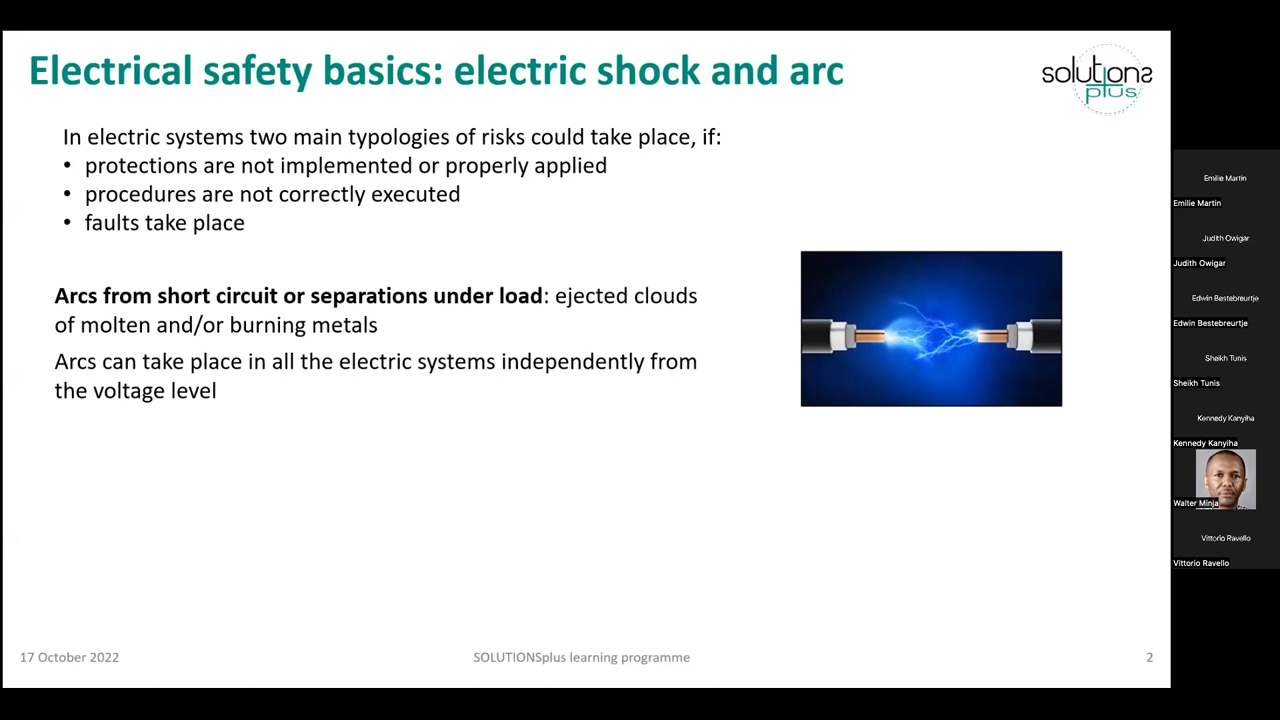 Electrical safety basics: electric shock and arc
solutions
plus
In electric systems two main typologies of risks could take place, if:
• protections are not implemented or properly applied
• procedures are not correctly executed
• faults take place
Arcs from short circuit or separations under load: ejected clouds
of molten and/or burning metals
Arcs can take place in all the electric systems independently from
the voltage level
17 October 2022
SOLUTIONSplus learning programme
2
Emilie Martin
Emilie Martin
Judith Owigar
Judith Owigar
Edwin Bestebreurtje
Edwin Bestebreurtje
Sheikh Tunis
Sheikh Tunis
Kennedy Kanyiha
Kennedy Kanyiha
Walter Minja
Vittorio Ravello
Vittorio Ravello